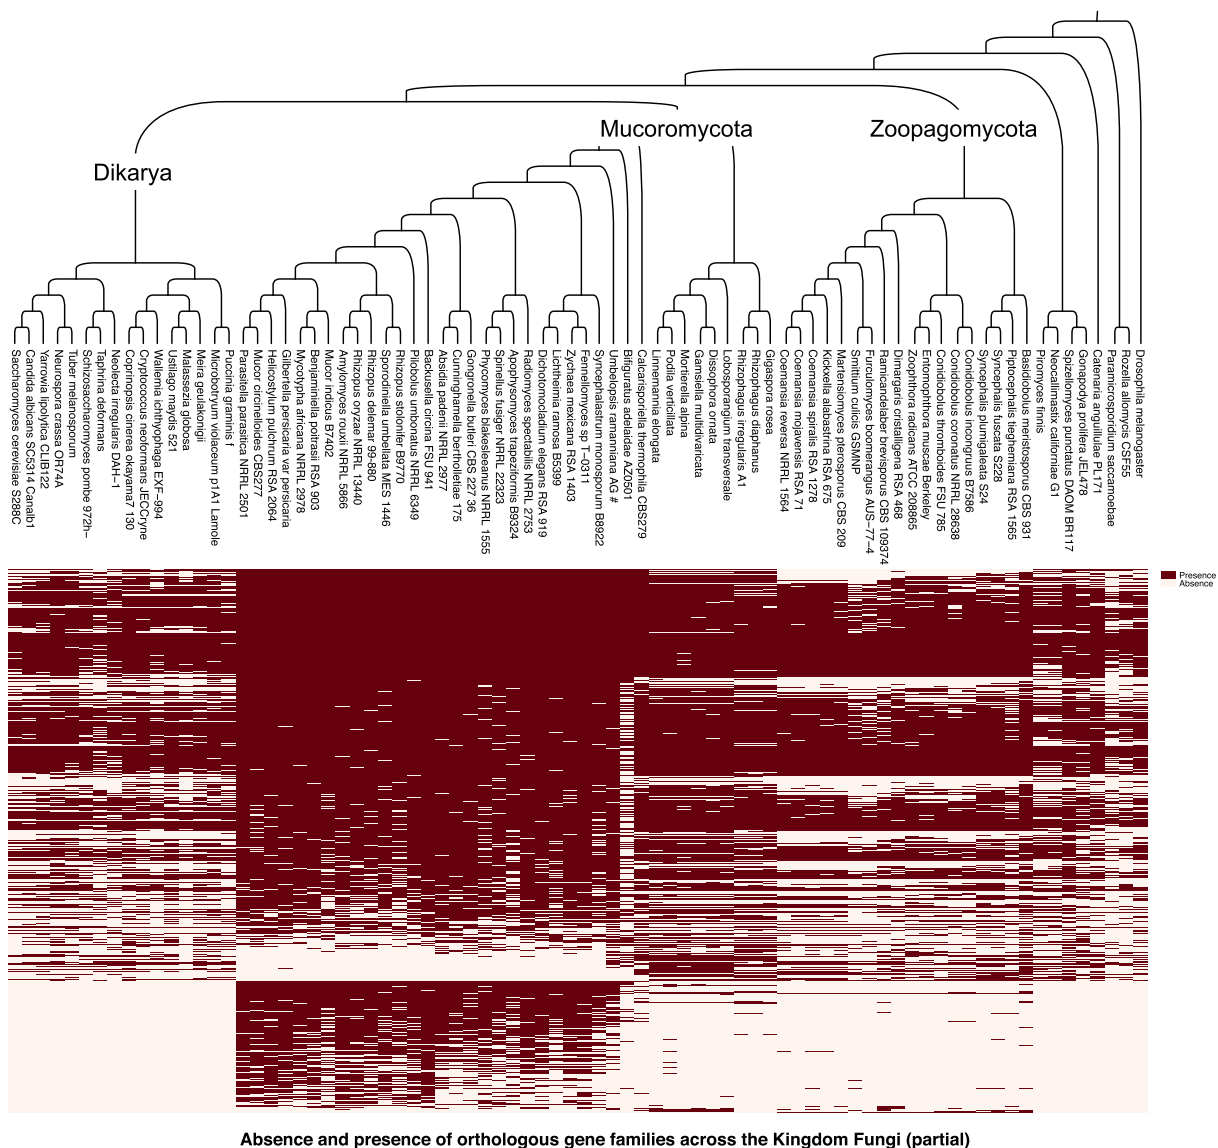 Mucoromycota
Zoopagomycota
Dikarya
Saccharomyces cerevisiae S288C
Candida albicans SC5314 Canalb1
Yarrowia lipolytica CLIB122
Neurospora crassa OR74A
Tuber melanosporum
Schizosaccharomyces pombe 972h−
Taphrina deformans
Neolecta irregularis DAH−1
Coprinopsis cinerea okayama7 130
Cryptococcus neoformans JECCryne
Wallemia ichthyophaga EXF−994
Ustilago maydis 521
Malassezia globosa
Meira geulakonigii
Microbotryum violaceum p1A1 Lamole
Puccinia graminis f
Parasitella parasitica NRRL 2501
Mucor circinelloides CBS277
Helicostylum pulchrum RSA 2064
Gilbertella persicaria var persicaria
Mycotypha africana NRRL 2978
Benjaminiella poitrasii RSA 903
Mucor indicus B7402
Amylomyces rouxii NRRL 5866
Rhizopus oryzae NRRL 13440
Rhizopus delemar 99-880
Sporodiniella umbellata MES 1446
Rhizopus stolonifer B9770
Pilobolus umbonatus NRRL 6349
Backusella circina FSU 941
Absidia padenii NRRL 2977
Cunninghamella bertholletiae 175
Gongronella butleri CBS 227 36
Phycomyces blakesleeanus NRRL 1555
Spinellus fusiger NRRL 22323
Apophysomyces trapeziformis B9324
Radiomyces spectabilis NRRL 2753
Dichotomocladium elegans RSA 919
Lichtheimia ramosa B5399
Zychaea mexicana RSA 1403
Fennellomyces sp T−0311
Syncephalastrum monosporum B8922
Umbelopsis ramanniana AG #
Bifiguratus adelaidae AZ0501
Calcarisporiella thermophila CBS279
Linnemannia elongata
Podila verticillata
Mortierella alpina
Gamsiella multidivaricata
Dissophora ornata
Lobosporangium transversale
Rhizophagus irregularis A1
Rhizophagus diaphanus
Gigaspora rosea
Coemansia reversa NRRL 1564
Coemansia mojavensis RSA 71
Coemansia spiralis RSA 1278
Kickxella alabastrina RSA 675
Martensiomyces pterosporus CBS 209
Smittium culicis GSMNP
Furculomyces boomerangus AUS−77−4
Ramicandelaber brevisporus CBS 109374
Dimargaris cristalligena RSA 468
Zoophthora radicans ATCC 208865
Entomophthora muscae Berkeley
Conidiobolus thromboides FSU 785
Conidiobolus coronatus NRRL 28638
Conidiobolus incongruus B7586
Syncephalis plumigaleata S24
Syncephalis fuscata S228
Piptocephalis tieghemiana RSA 1565
Basidiobolus meristosporus CBS 931
Piromyces finnis
Neocallimastix californiae G1
Spizellomyces punctatus DAOM BR117
Gonapodya prolifera JEL478
Catenaria anguillulae PL171
Paramicrosporidium saccamoebae
Rozella allomycis CSF55
Drosophila melanogaster
Presence
Absence
Absence and presence of orthologous gene families across the Kingdom Fungi (partial)